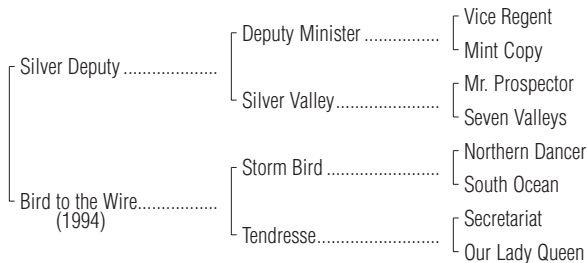 Vice Regent
Deputy Minister ................
Mint Copy
Silver Deputy ....................
Mr. Prospector
Silver Valley......................
Seven Valleys
Northern Dancer
Storm Bird ........................
South Ocean
Bird to the Wire.................
(1994)
Secretariat
Tendresse..........................
Our Lady Queen